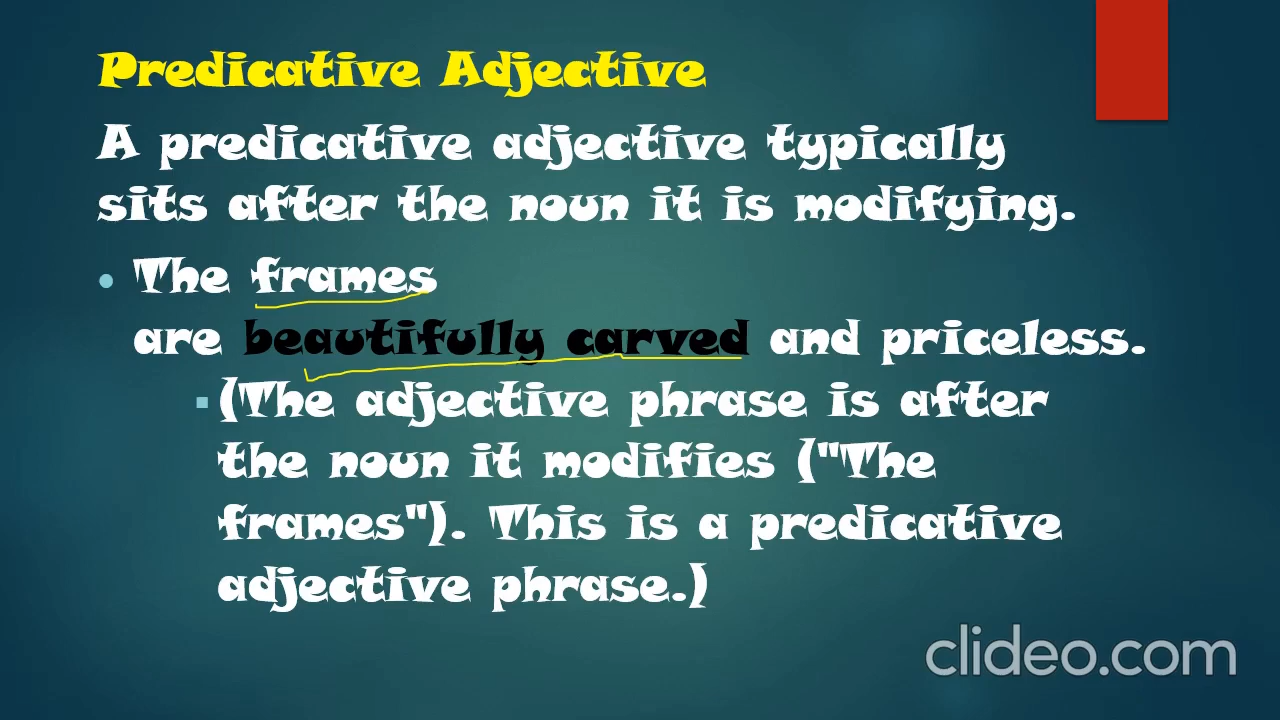 Predicative Adjective
A predicative adjective typically
sits after the noun it is modifying.
• The frames
are beautifully carved and priceless.
▪ (The adjective phrase is after
the noun it modifies ("The
frames"). This is a predicative
adjective phrase.)
clideo.com